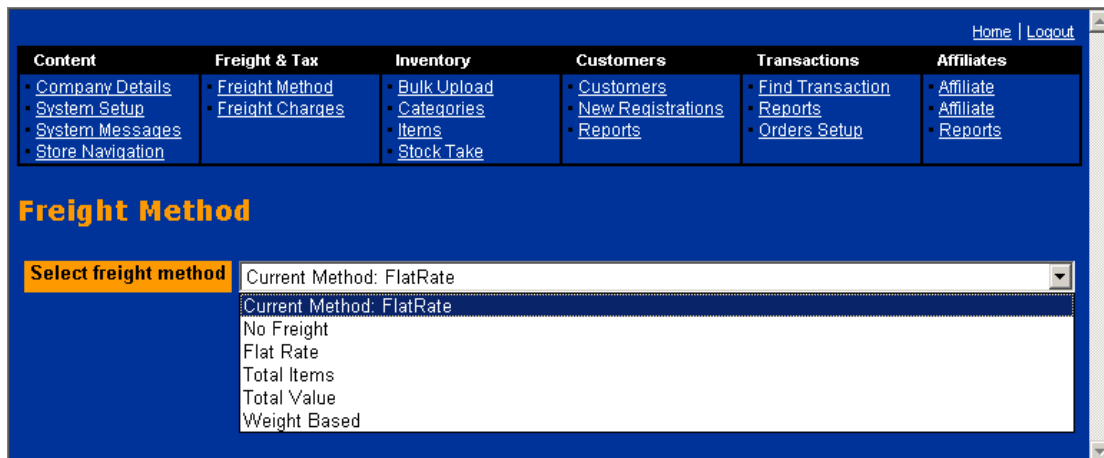 Home | Logout
Content Freight & Tax Inventory Customers Transactions Affiliates
Company Details Freight Method Bulk Upload Customers Find Transaction Affiliate
System Setup Freight Charges Categories New Registrations Reports Affiliate
System Messages Items Reports Orders Setup Reports
Store Navigation Stock Take
Freight Method
Select freight method Current Method: FlatRate
Current Method: FlatRate
No Freight
Flat Rate
Total Items
Total Value
Weight Based